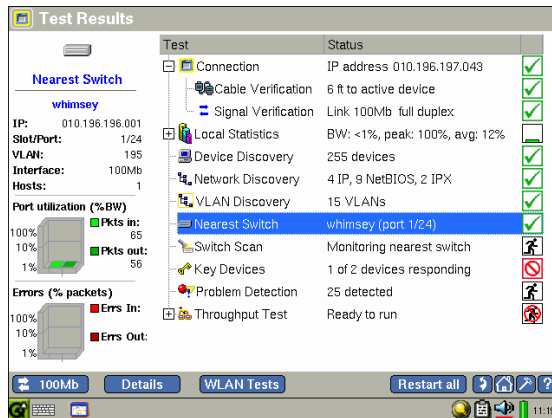 Test Results
Nearest Switch
whimsey
IP: 010.196.196.001
Slot/Port: 1/24
VLAN: 195
Interface: 100Mb
Hosts: 1
Port utilization (%BW)
Pkts in:
65
100%
10%
1%
Pkts out:
56
Errors (% packets)
Errs In:
100%
10%
1%
Errs Out:
Test Status
Connection IP address 010.196.197.043
Cable Verification 6 ft to active device
Signal Verification Link 100Mb full duplex
Local Statistics BW: <1%, peak: 100%, avg: 12%
Device Discovery 255 devices
Network Discovery 4 IP, 9 NetBIOS, 2 IPX
VLAN Discovery 15 VLANs
Nearest Switch whimsey (port 1/24)
Switch Scan Monitoring nearest switch
Key Devices 1 of 2 devices responding
Problem Detection 25 detected
Throughput Test Ready to run
100Mb Details WLAN Tests Restart all ?